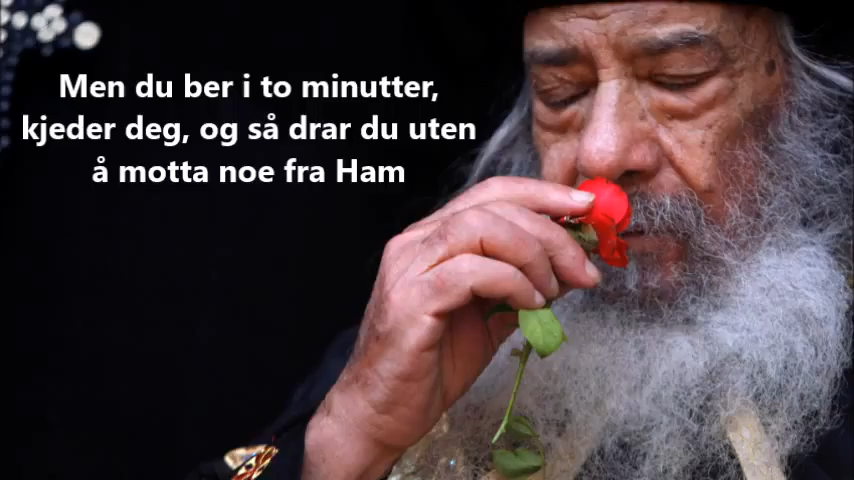 Men du ber i to minutter,
kjeder deg, og så drar du uten
å motta noe fra Ham